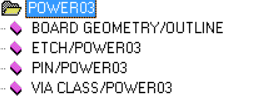 POWER03
BOARD GEOMETRY/OUTLINE
ETCH/POWER03
PIN/POWER03
VIA CLASS/POWER03